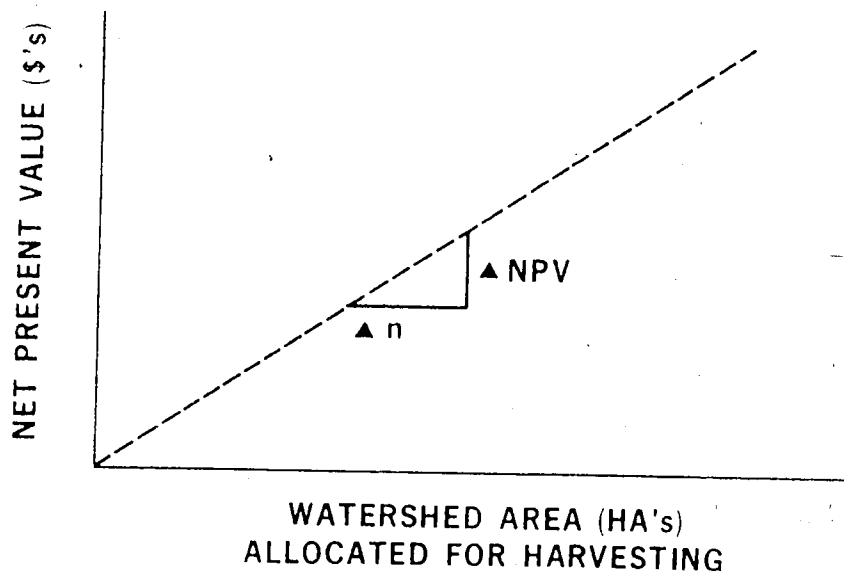 NET PRESENT VALUE ($'s)
▲ NPV
▲ n
WATERSHED AREA (HA's)
ALLOCATED FOR HARVESTING